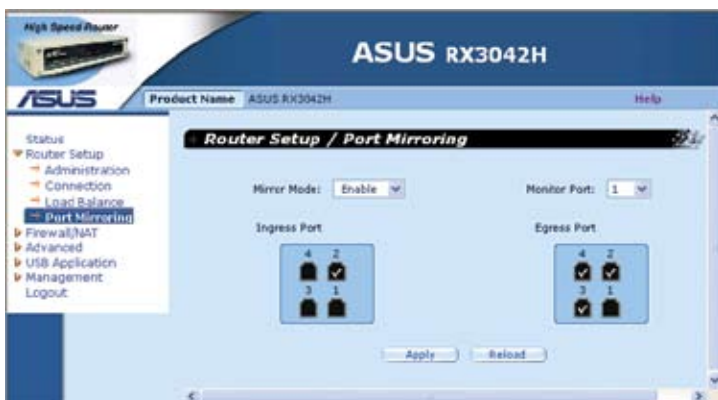 High Speed Router
ASUS RX3042H
ASUS
Product Name ASUS RX3042H
Help
Status
Router Setup
Administration
Connection
Load Balance
Port Mirroring
Firewall/NAT
Advanced
USB Application
Management
Logout
Router Setup / Port Mirroring
Mirror Mode: Enable
Monitor Port: 1
Ingress Port
Egress Port
4 2
3 1
4 2
3 1
Apply
Reload